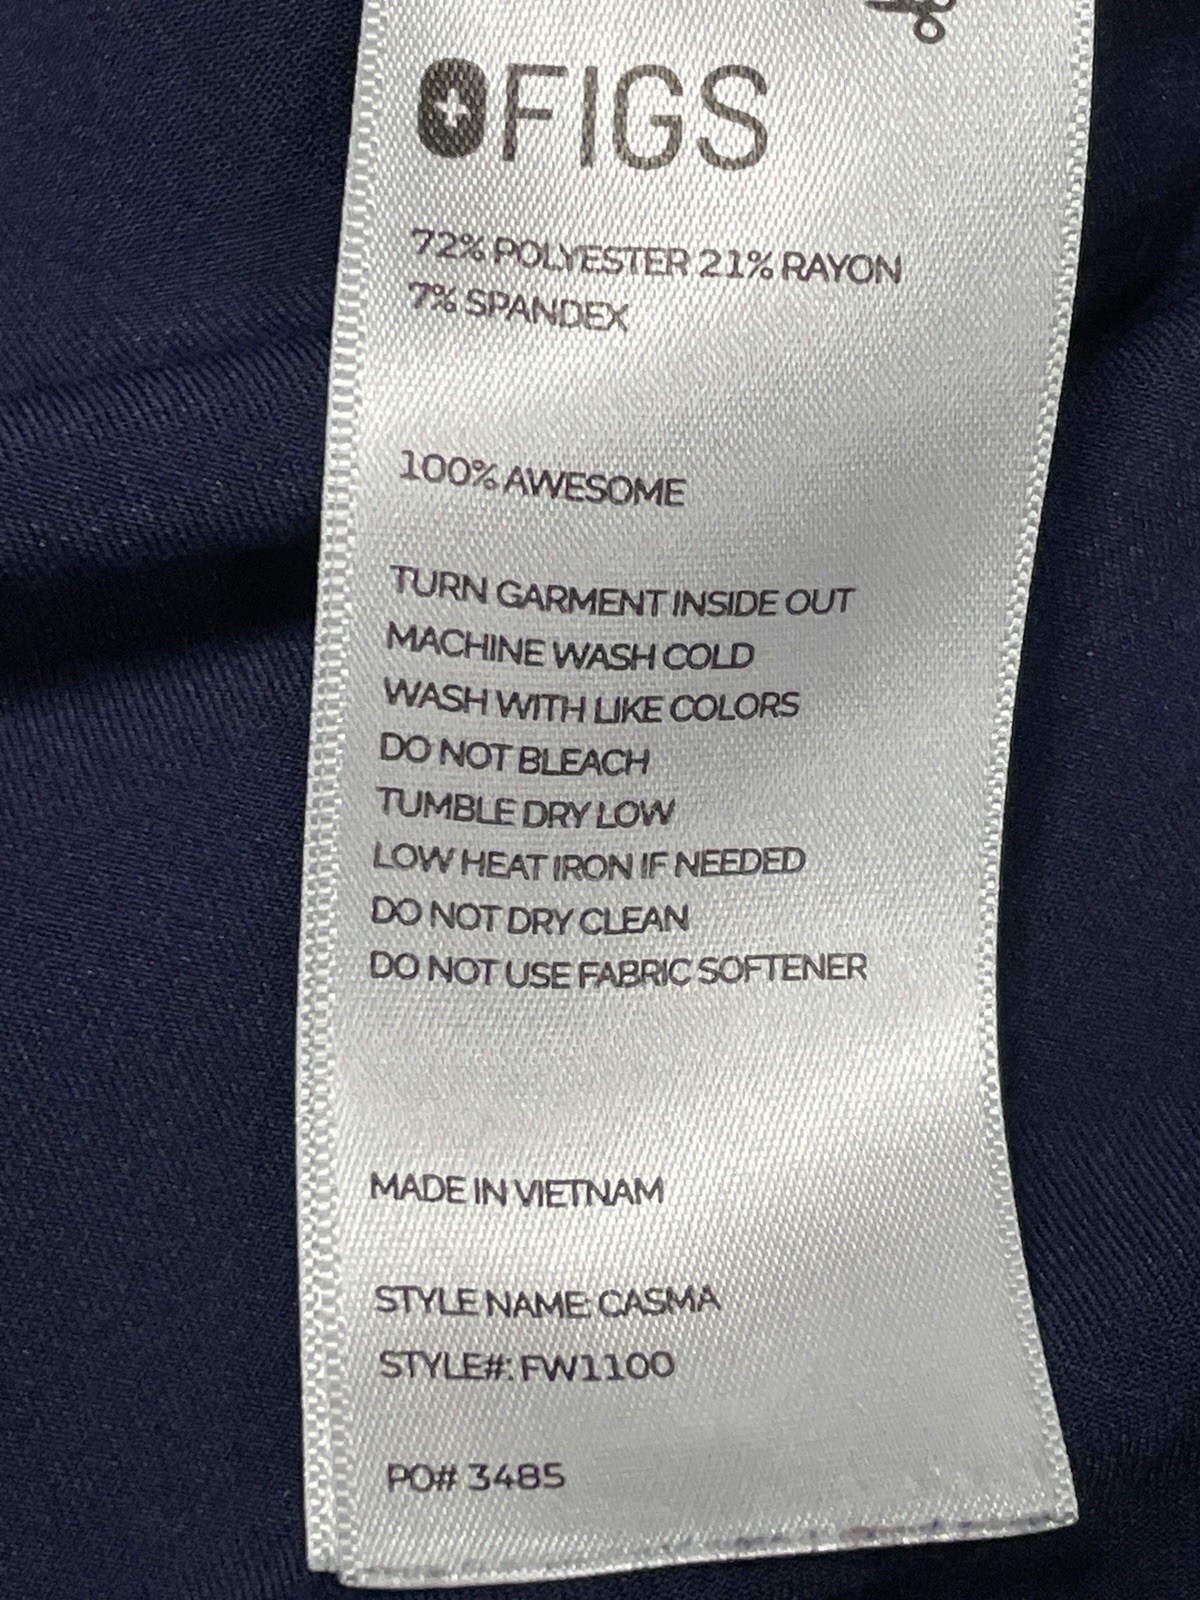 FIGS
72% POLYESTER 21% RAYON
7% SPANDEX
100% AWESOME
TURN GARMENT INSIDE OUT
MACHINE WASH COLD
WASH WITH LIKE COLORS
DO NOT BLEACH
TUMBLE DRY LOW
LOW HEAT IRON IF NEEDED
DO NOT DRY CLEAN
DO NOT USE FABRIC SOFTENER
MADE IN VIETNAM
STYLE NAME: CASMA
STYLE#: FW1100
PO# 3485